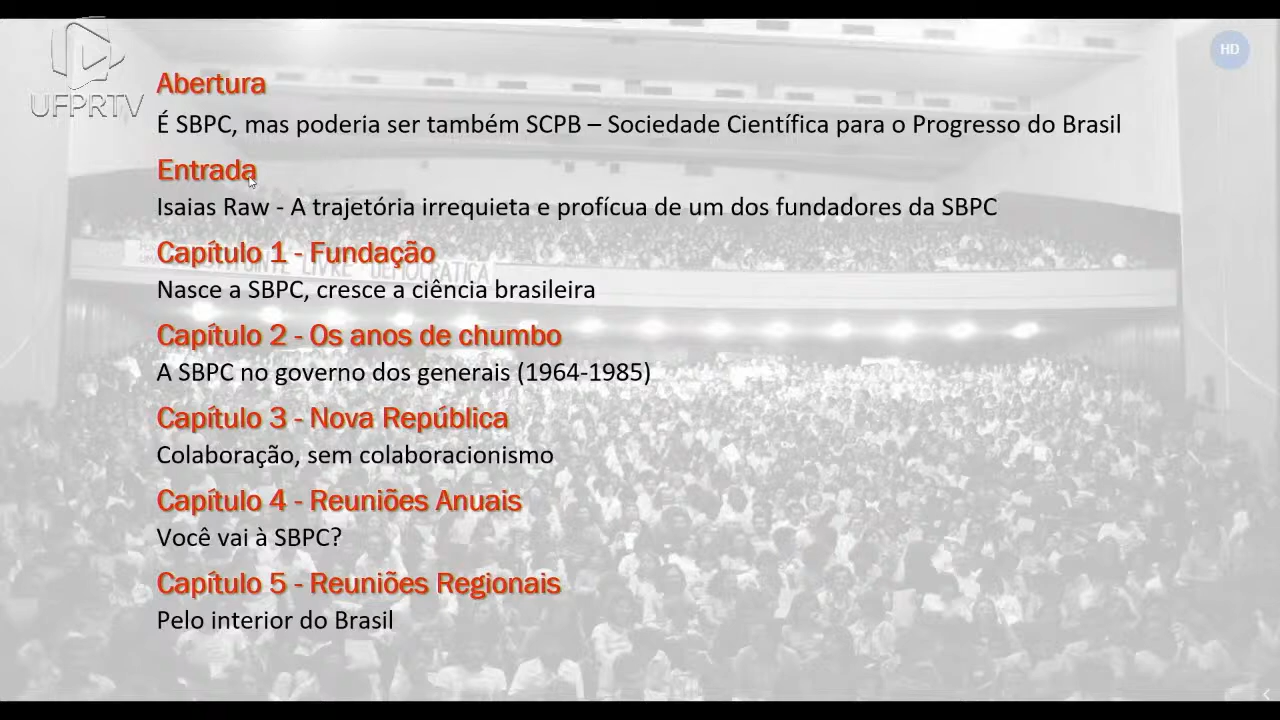 UFPRTV
HD
Abertura
É SBPC, mas poderia ser também SCPB – Sociedade Científica para o Progresso do Brasil
Entrada
Isaias Raw - A trajetória irrequieta e profícua de um dos fundadores da SBPC
Capítulo 1 - Fundação
Nasce a SBPC, cresce a ciência brasileira
LIVRE DEMOCRÁTICA
Capítulo 2 - Os anos de chumbo
A SBPC no governo dos generais (1964-1985)
Capítulo 3 - Nova República
Colaboração, sem colaboracionismo
Capítulo 4 - Reuniões Anuais
Você vai à SBPC?
Capítulo 5 - Reuniões Regionais
Pelo interior do Brasil